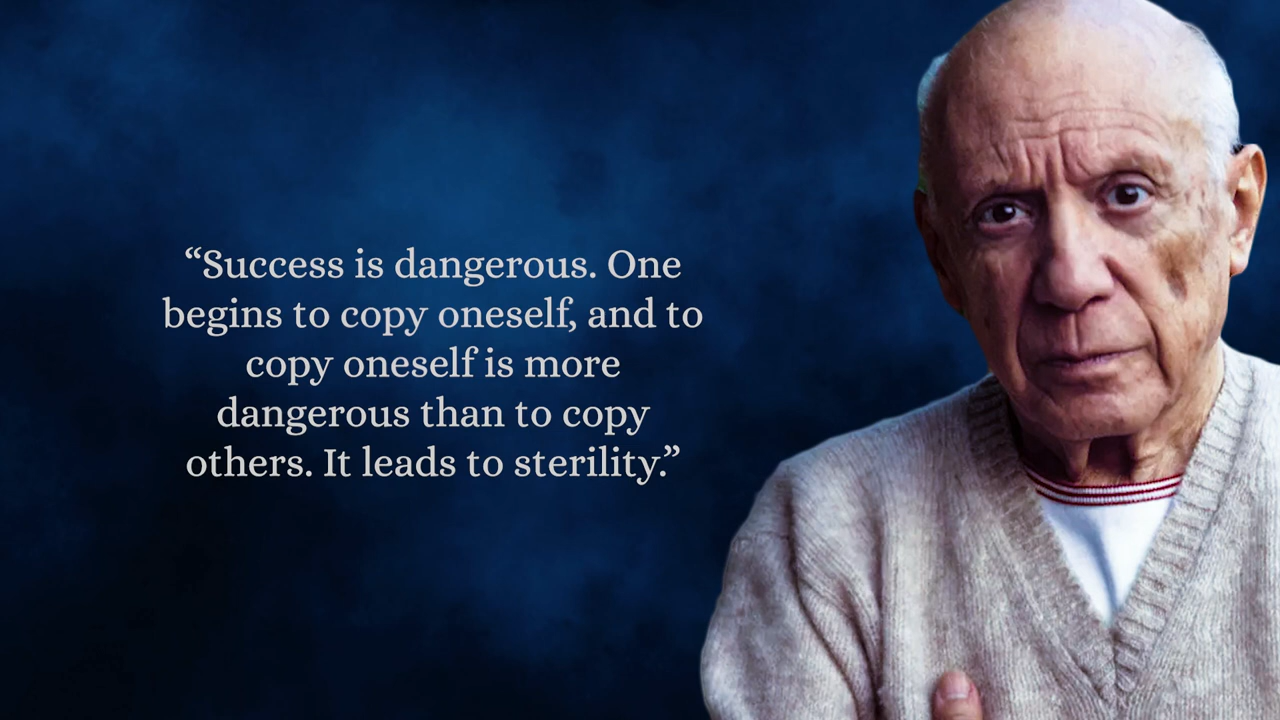 “Success is dangerous. One
begins to copy oneself, and to
copy oneself is more
dangerous than to copy
others. It leads to sterility.”